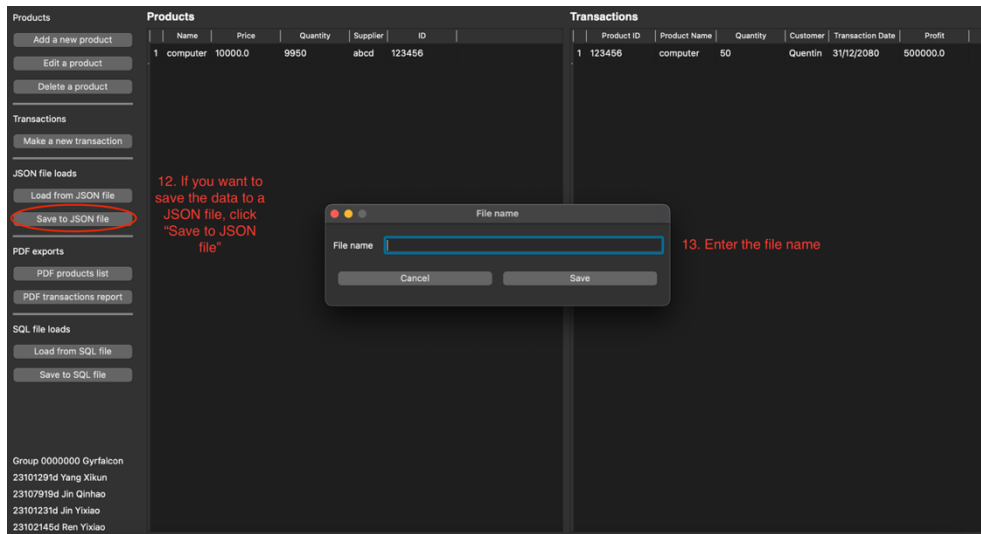 Products
Add a new product
Edit a product
Delete a product
Transactions
Make a new transaction
JSON file loads
Load from JSON file
Save to JSON file
PDF exports
PDF products list
PDF transactions report
SQL file loads
Load from SQL file
Save to SQL file
Group 0000000 Gyrfalcon
23101291d Yang Xikun
23107919d Jin Qinhao
23101231d Jin Yixiao
23102145d Ren Yixiao
Products
Name Price Quantity Supplier ID
1 computer 10000.0 9950 abcd 123456
12. If you want to
save the data to a
JSON file, click
“Save to JSON
file”
File name
File name
Cancel Save
13. Enter the file name
Transactions
Product ID Product Name Quantity Customer Transaction Date Profit
1 123456 computer 50 Quentin 31/12/2080 500000.0